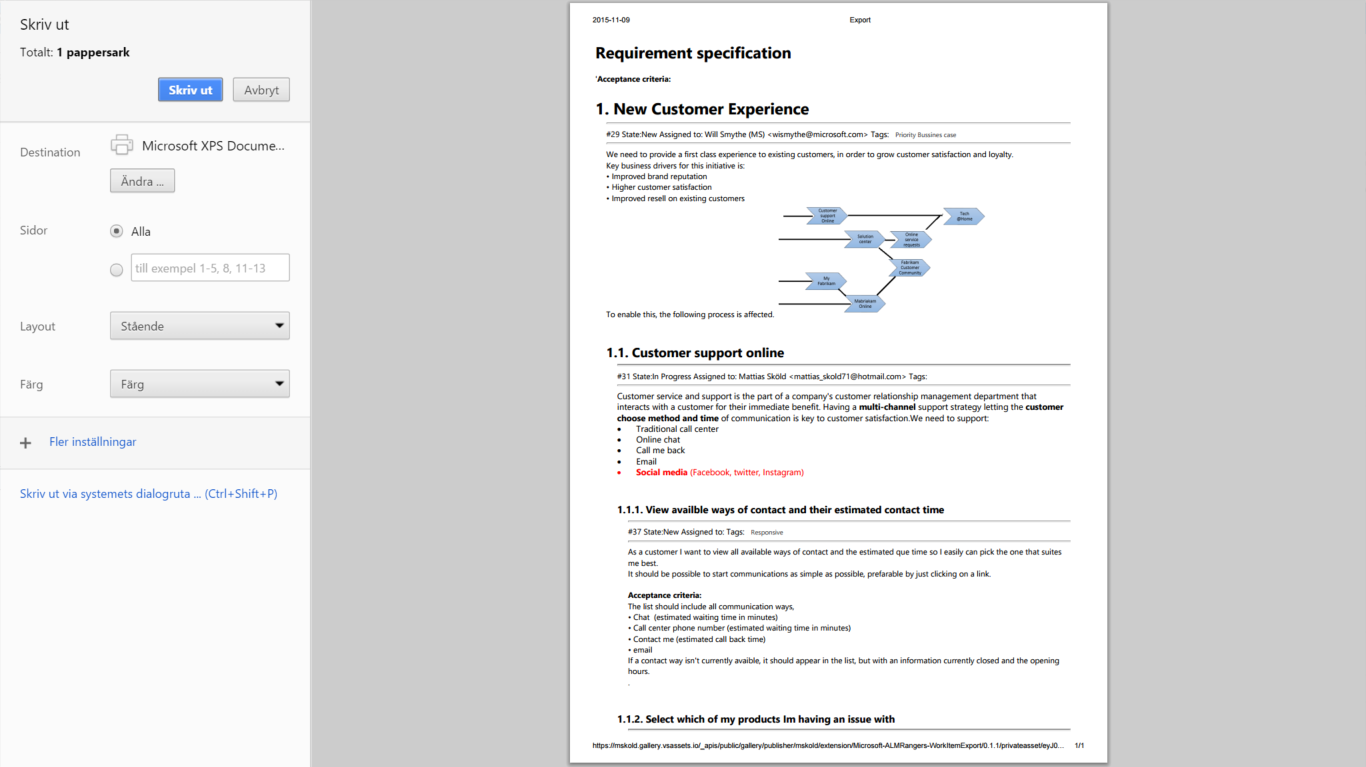 Skriv ut
Totalt: 1 pappersark
Skriv ut
Avbryt
Destination
Microsoft XPS Docume...
Ändra ...
Sidor
Alla
till exempel 1-5, 8, 11-13
Layout
Stående
Färg
Färg
Fler inställningar
Skriv ut via systemets dialogruta ... (Ctrl+Shift+P)
2015-11-09
Export
Requirement specification
'Acceptance criteria:
1. New Customer Experience
#29 State:New Assigned to: Will Smythe (MS) <wismythe@microsoft.com> Tags: Priority Bussines case
We need to provide a first class experience to existing customers, in order to grow customer satisfaction and loyalty.
Key business drivers for this initiative is:
• Improved brand reputation
• Higher customer satisfaction
• Improved resell on existing customers
Customer
support
Online
Tech
@Home
Solution
center
Online
service
requests
Fabrikam
Customer
Community
My
Fabrikam
Online
To enable this, the following process is affected.
1.1. Customer support online
#31 State:In Progress Assigned to: Mattias Sköld <mattias_skold71@hotmail.com> Tags:
Customer service and support is the part of a company's customer relationship management department that
interacts with a customer for their immediate benefit. Having a multi-channel support strategy letting the customer
choose method and time of communication is key to customer satisfaction.We need to support:
• Traditional call center
• Online chat
• Call me back
• Email
• Social media (Facebook, twitter, Instagram)
1.1.1. View availble ways of contact and their estimated contact time
#37 State:New Assigned to: Tags: Responsive
As a customer I want to view all available ways of contact and the estimated que time so I easily can pick the one that suites
me best.
It should be possible to start communications as simple as possible, prefarable by just clicking on a link.
Acceptance criteria:
The list should include all communication ways,
• Chat (estimated waiting time in minutes)
• Call center phone number (estimated waiting time in minutes)
• Contact me (estimated call back time)
• email
If a contact way isn't currently avaible, it should appear in the list, but with an information currently closed and the opening
hours.
.
1.1.2. Select which of my products Im having an issue with
https://mskold.gallery.vsassets.io/_apis/public/gallery/publisher/mskold/extension/Microsoft-ALMRangers-WorkItemExport/0.1.1/privateasset/eyJ0...
1/1